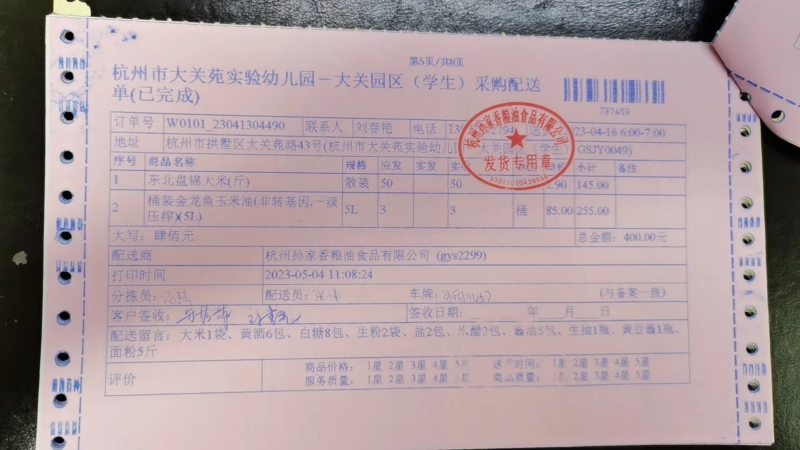 第5页/共8页
杭州市大关苑实验幼儿园－大关园区（学生）采购配送
单(已完成)
797459
订单号 W0101_23041304490 联系人 刘春艳 电话 2023-04-16 6:00-7:00
地址 杭州市拱墅区大关苑路43号(杭州市大关苑实验幼儿 学生 GSJY0049)
序号 商品名称 规格 应发 实发 小计 备注
1 东北盘锦大米(斤) 散装 50 50 2.90 145.00
2 桶装金龙鱼玉米油(非转基因,一级
压榨)(5L) 5L 3 3 桶 85.00 255.00
大写：肆佰元 总金额：400.00元
配送商 杭州孙家香粮油食品有限公司 (gys2299)
打印时间 2023-05-04 11:08:24
分拣员： 配送员： 车牌： (与备案一致)
客户签收： 签收日期： 年 月 日
配送留言：大米1袋、黄酒6包、白糖8包、生粉2袋、盐2包、米醋2包、酱油5包、生抽1瓶、黄豆酱1瓶、
面粉5斤
评价
商品价格： 1星 2星 3星 4星 5星 送货时间： 1星 2星 3星 4星 5星
服务质量： 1星 2星 3星 4星 5星 商品质量： 1星 2星 3星 4星 5星
杭州孙家香粮油食品有限公司
发货专用章